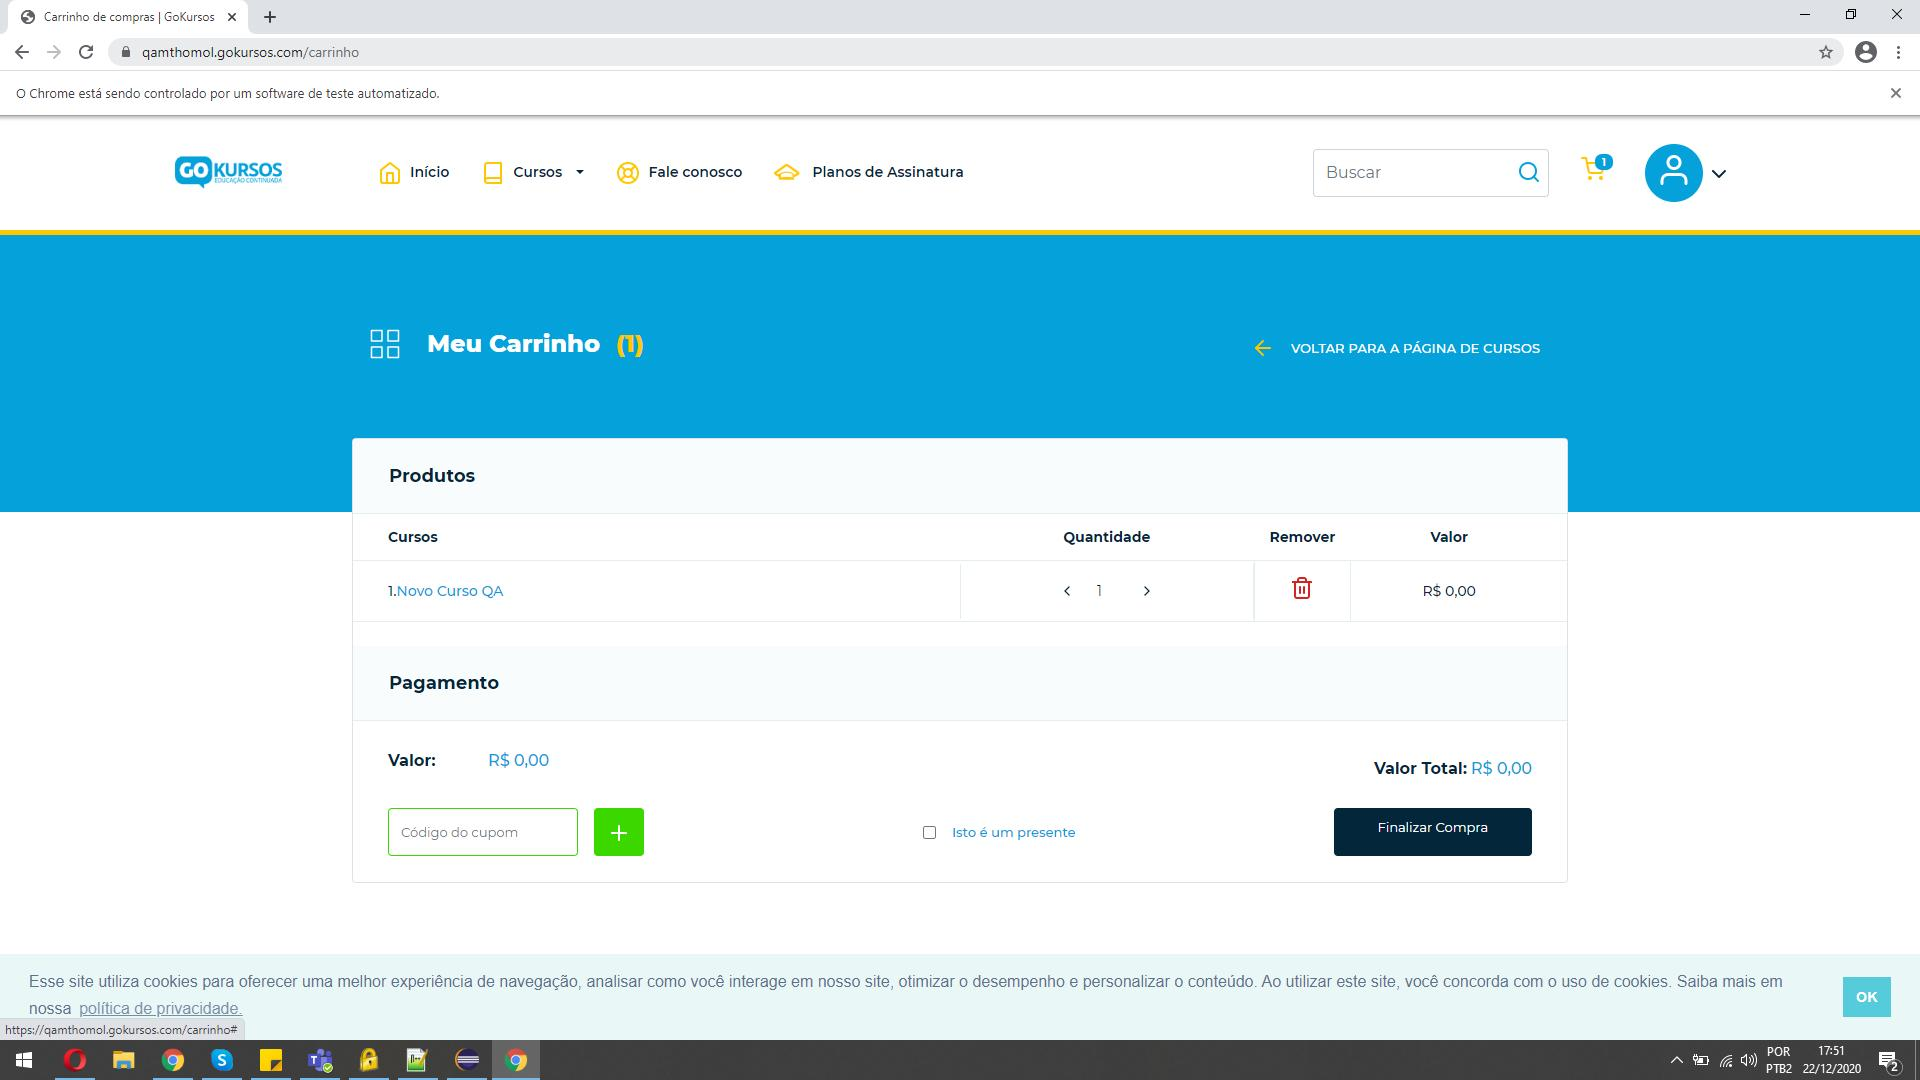 Carrinho de compras | GoKursos
qamthomol.gokursos.com/carrinho
O Chrome está sendo controlado por um software de teste automatizado.
GO KURSOS
EDUCAÇÃO CONTINUADA
Início
Cursos
Fale conosco
Planos de Assinatura
Buscar
1
Meu Carrinho (1)
VOLTAR PARA A PÁGINA DE CURSOS
Produtos
Cursos Quantidade Remover Valor
1.Novo Curso QA 1 R$ 0,00
Pagamento
Valor: R$ 0,00
Valor Total: R$ 0,00
Código do cupom
Isto é um presente
Finalizar Compra
Esse site utiliza cookies para oferecer uma melhor experiência de navegação, analisar como você interage em nosso site, otimizar o desempenho e personalizar o conteúdo. Ao utilizar este site, você concorda com o uso de cookies. Saiba mais em
nossa política de privacidade.
OK
https://qamthomol.gokursos.com/carrinho#
POR
PTB2
17:51
22/12/2020
2